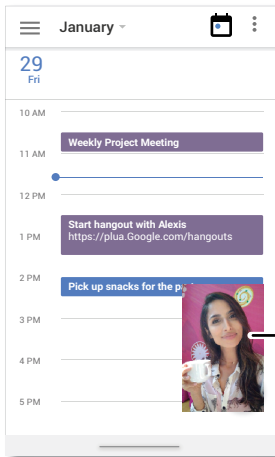 January
29
Fri
10 AM
Weekly Project Meeting
11 AM
12 PM
Start hangout with Alexis
https://plua.Google.com/hangouts
1 PM
2 PM
Pick up snacks for the
3 PM
4 PM
5 PM